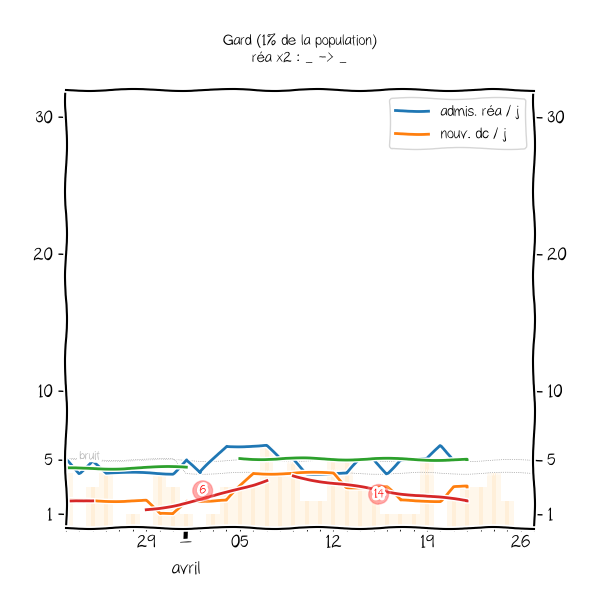 Gard (1% de la population)
réa x2 : _ -> _
admis. réa / j
nouv. dc / j
30
30
20
20
10
10
5
bruit
5
6
14
1
1
29
05
12
19
26
avril